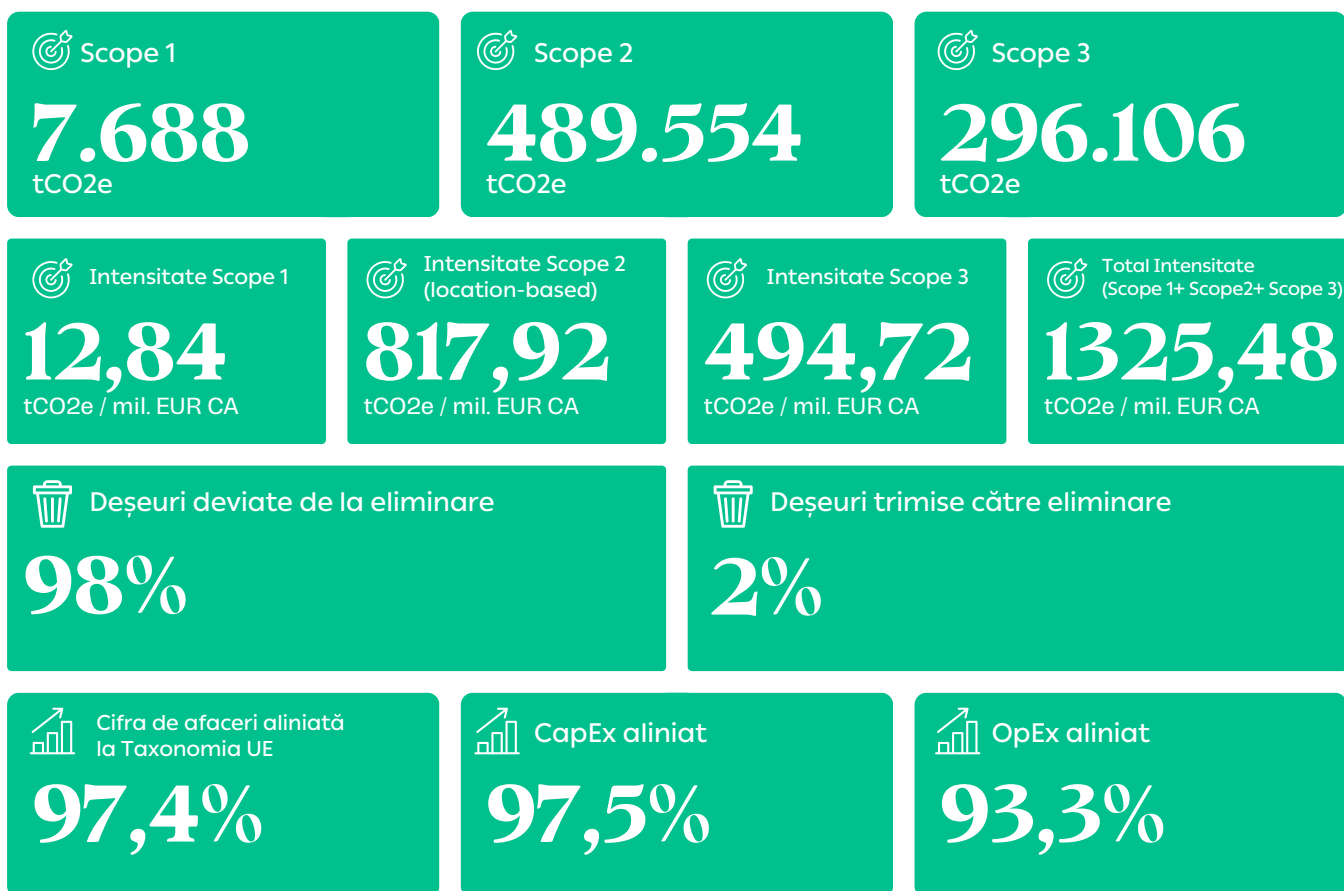 Scope 1
7.688
tCO2e
Scope 2
489.554
tCO2e
Scope 3
296.106
tCO2e
Intensitate Scope 1
12,84
tCO2e / mil. EUR CA
Intensitate Scope 2
(location-based)
817,92
tCO2e / mil. EUR CA
Intensitate Scope 3
494,72
tCO2e / mil. EUR CA
Total Intensitate
(Scope 1+ Scope2+ Scope 3)
1325,48
tCO2e / mil. EUR CA
Deșeuri deviate de la eliminare
98%
Deșeuri trimise către eliminare
2%
Cifra de afaceri aliniată
la Taxonomia UE
97,4%
CapEx aliniat
97,5%
OpEx aliniat
93,3%